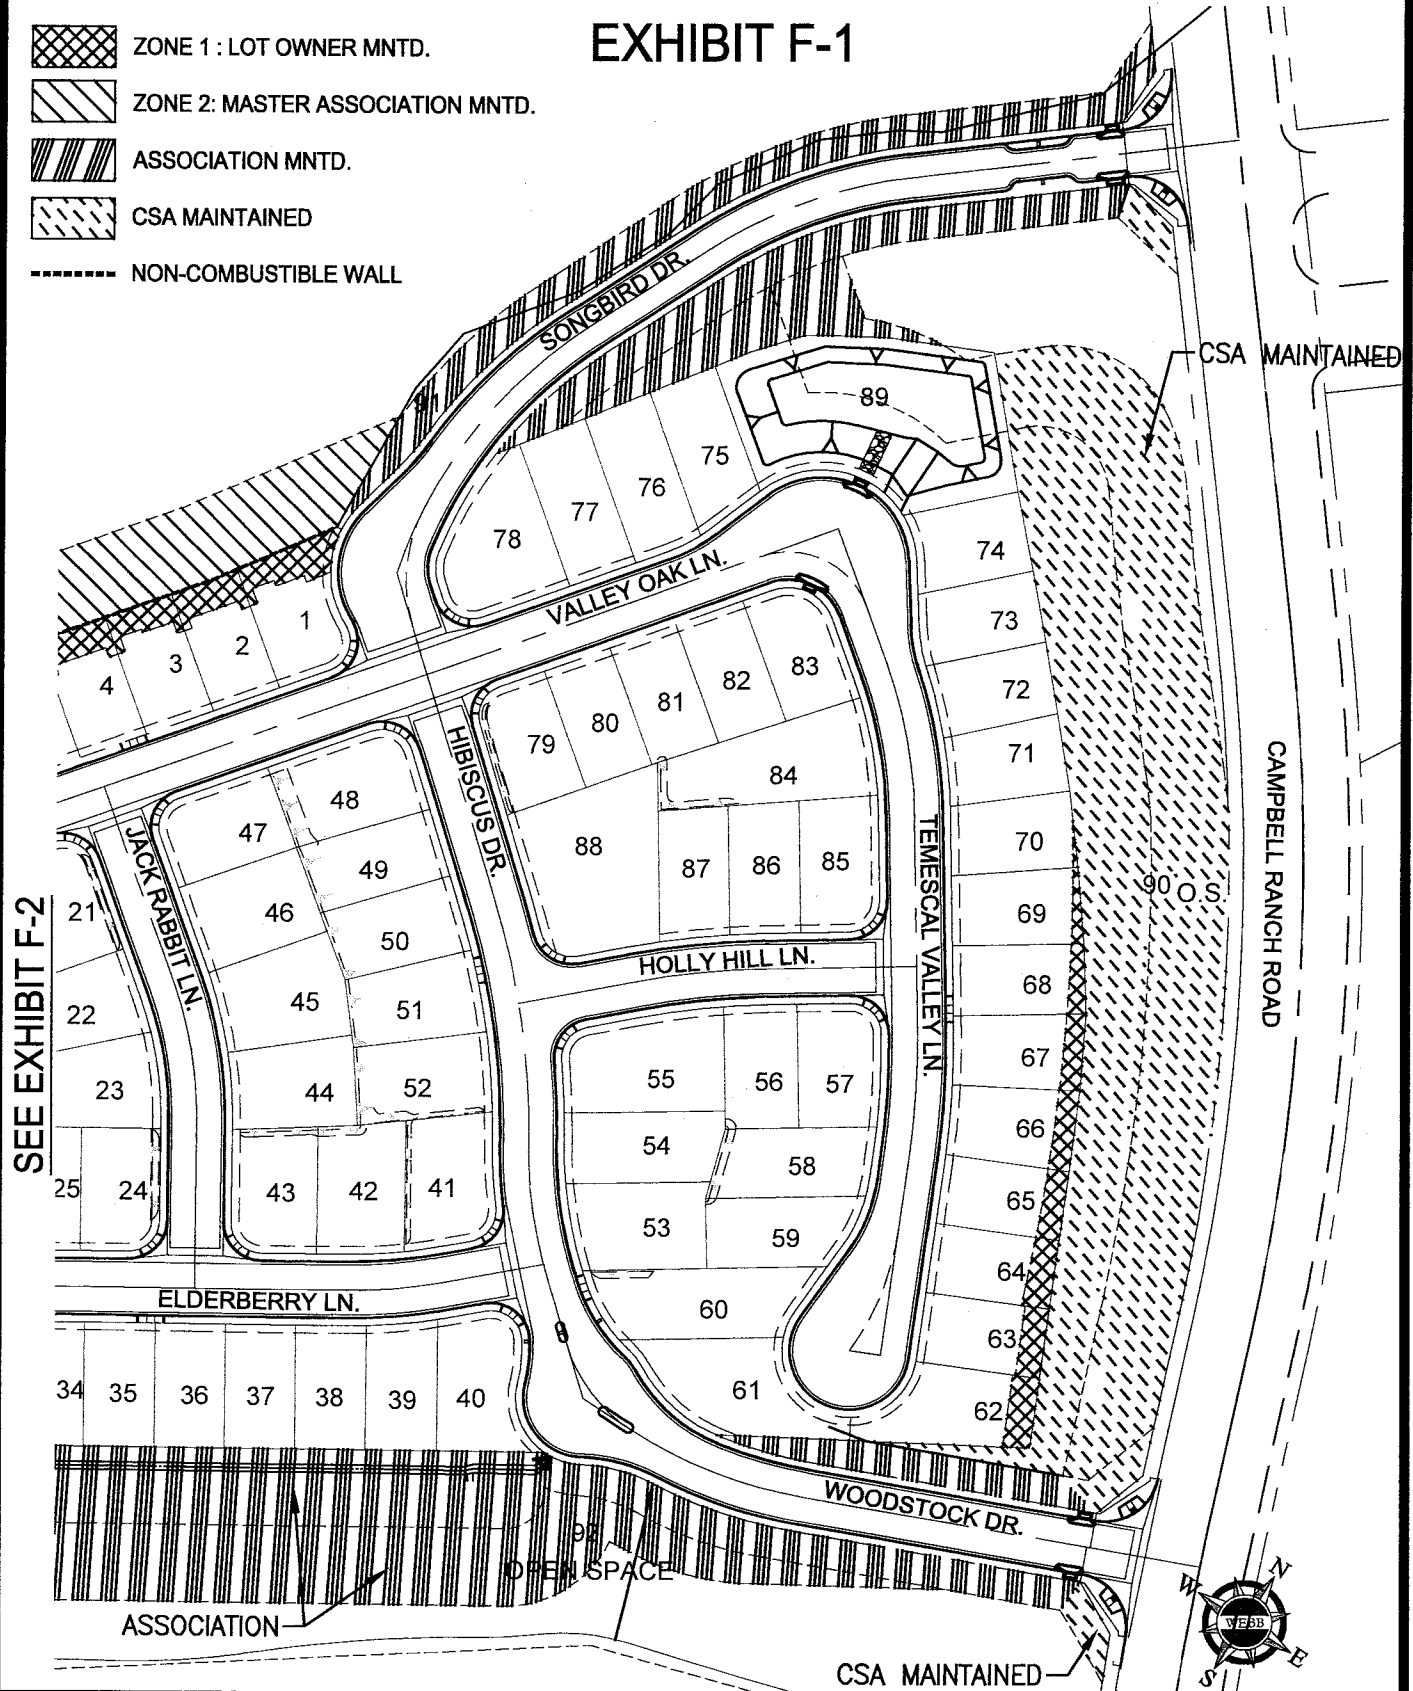 EXHIBIT F-1
ZONE 1 : LOT OWNER MNTD.
ZONE 2: MASTER ASSOCIATION MNTD.
ASSOCIATION MNTD.
CSA MAINTAINED
NON-COMBUSTIBLE WALL
SONGBIRD DR.
CSA MAINTAINED
89
75
76
77
78
74
VALLEY OAK LN.
73
1
2
3
4
72
83
82
81
80
79
71
HIBISCUS DR.
84
48
47
88
70
49
87
86
85
TEMESCAL VALLEY LN.
CAMPBELL RANCH ROAD
JACK RABBIT LN.
90 O.S.
SEE EXHIBIT F-2
21
46
69
50
HOLLY HILL LN.
68
45
51
22
67
55
56
57
23
44
52
66
54
58
25
24
43
42
41
65
53
59
64
ELDERBERRY LN.
60
63
34
35
36
37
38
39
40
61
62
WOODSTOCK DR.
92
OPEN SPACE
ASSOCIATION
CSA MAINTAINED
N
W
WEBB
E
S